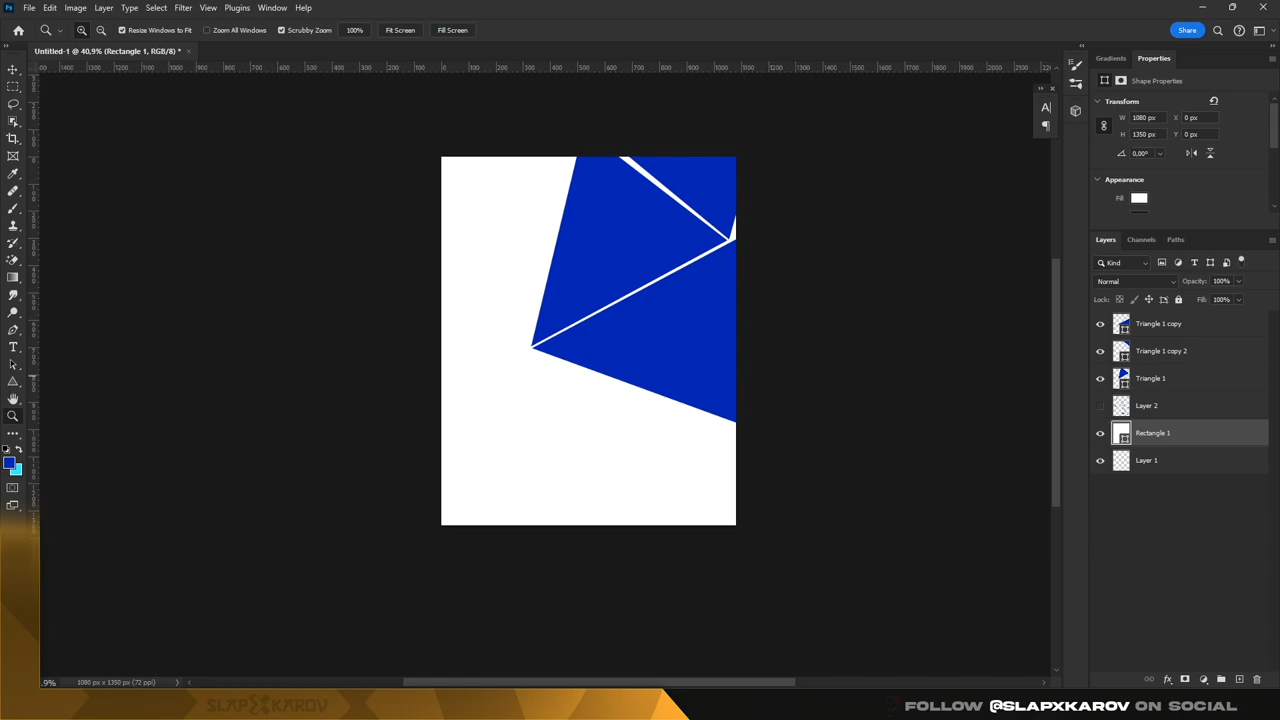 Ps File Edit Image Layer Type Select Filter View Plugins Window Help
Resize Windows to Fit Zoom All Windows Scrubby Zoom 100% Fit Screen Fill Screen Share
Untitled-1 @ 40,9% (Rectangle 1, RGB/8) *
Gradients Properties
Shape Properties
Transform
W 1080 px X 0 px
H 1350 px Y 0 px
0,00°
Appearance
Fill
Layers Channels Paths
Kind
Normal Opacity: 100%
Lock: Fill: 100%
Triangle 1 copy
Triangle 1 copy 2
Triangle 1
Layer 2
Rectangle 1
Layer 1
1080 px x 1350 px (72 ppi)
SLAPXKAROV
FOLLOW @SLAPXKAROV ON SOCIAL